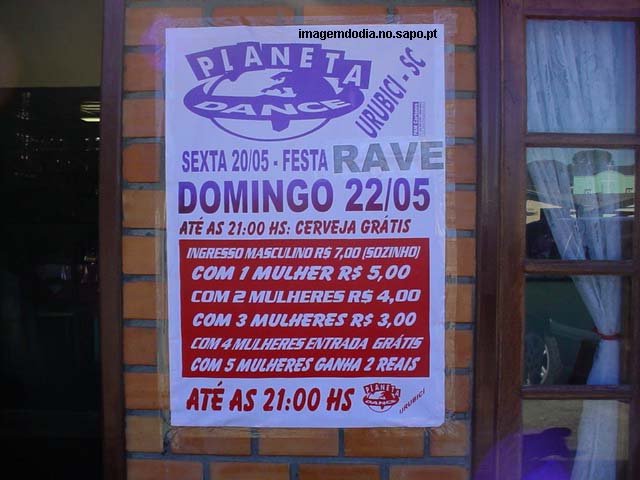 imagemdodia.no.sapo.pt
PLANETA
DANCE
URUBICI - SC
SEXTA 20/05 - FESTA RAVE
DOMINGO 22/05
ATÉ AS 21:00 HS: CERVEJA GRÁTIS
INGRESSO MASCULINO R$ 7,00 (SOZINHO)
COM 1 MULHER R$ 5,00
COM 2 MULHERES R$ 4,00
COM 3 MULHERES R$ 3,00
COM 4 MULHERES ENTRADA GRÁTIS
COM 5 MULHERES GANHA 2 REAIS
ATÉ AS 21:00 HS
PLANETA
DANCE
URUBICI